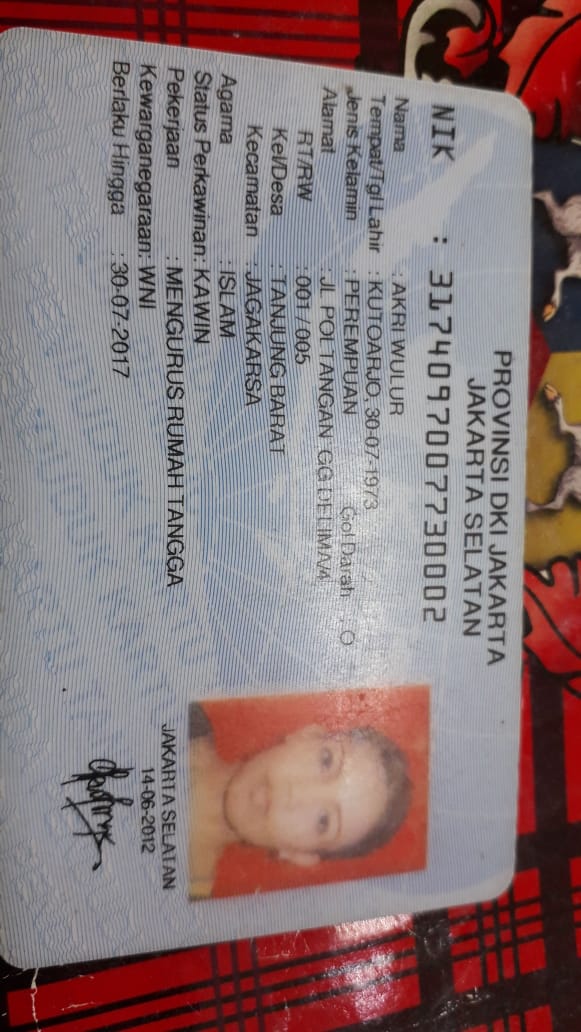 PROVINSI DKI JAKARTA
JAKARTA SELATAN
NIK : 3174097007730002
Nama : AKRI WULUR
Tempat/Tgl Lahir : KUTOARJO, 30-07-1973
Jenis Kelamin : PEREMPUAN Gol Darah : O
Alamat : JL POLTANGAN GG DELIMA/4
RT/RW : 001 / 005
Kel/Desa : TANJUNG BARAT
Kecamatan : JAGAKARSA
Agama : ISLAM
Status Perkawinan: KAWIN
Pekerjaan : MENGURUS RUMAH TANGGA
Kewarganegaraan: WNI
Berlaku Hingga : 30-07-2017
JAKARTA SELATAN
14-06-2012